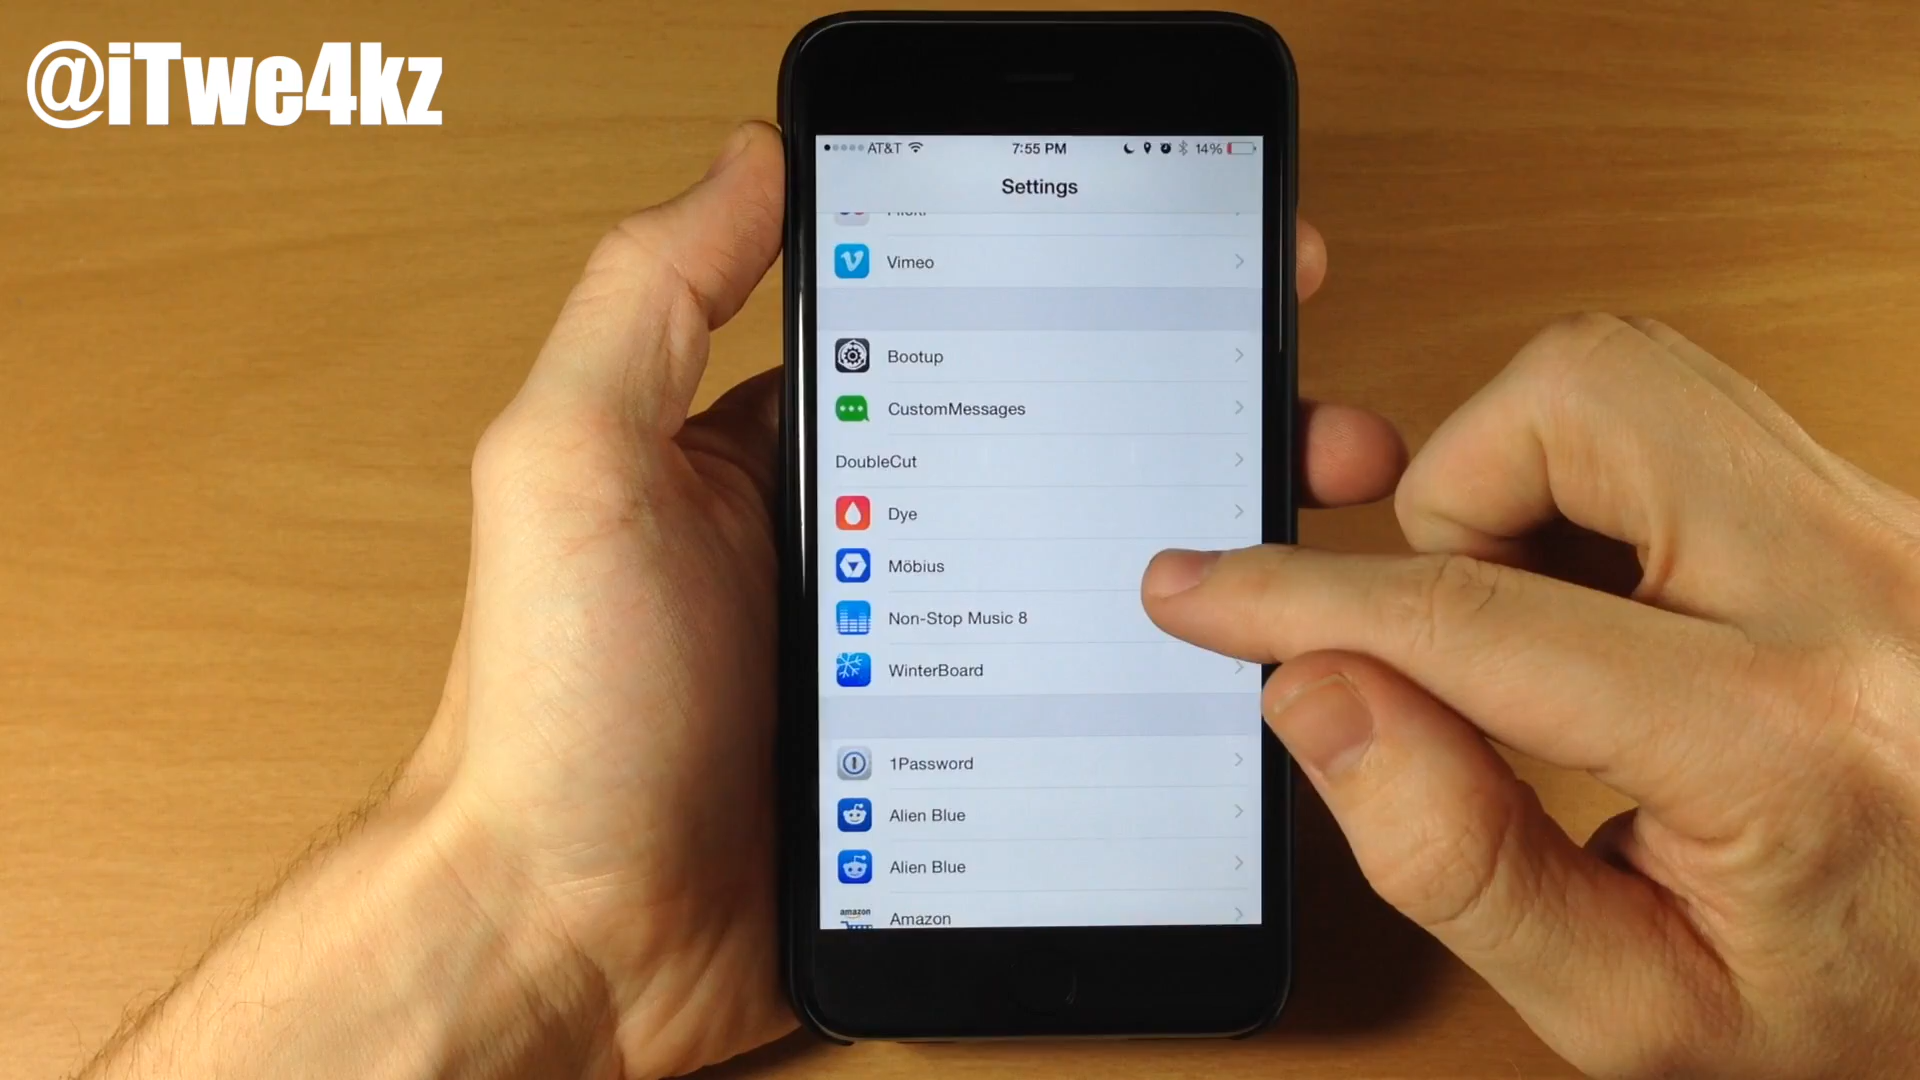 @iTwe4kz
AT&T 7:55 PM 14%
Settings
Vimeo
Bootup
CustomMessages
DoubleCut
Dye
Möbius
Non-Stop Music 8
WinterBoard
1Password
Alien Blue
Alien Blue
amazon
Amazon